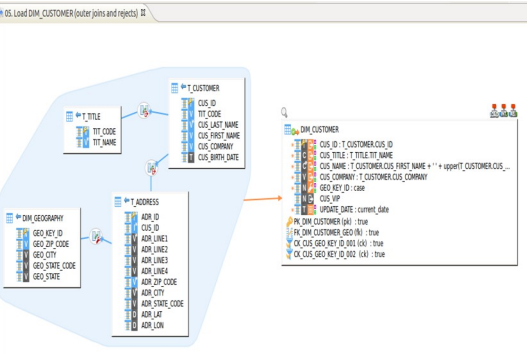 05. Load DIM_CUSTOMER (outer joins and rejects)
T_CUSTOMER
CUS_ID
TIT_CODE
CUS_LAST_NAME
CUS_FIRST_NAME
CUS_COMPANY
CUS_BIRTH_DATE
T_TITLE
TIT_CODE
TIT_NAME
T_ADDRESS
ADR_ID
CUS_ID
ADR_LINE1
ADR_LINE2
ADR_LINE3
ADR_LINE4
ADR_ZIP_CODE
ADR_CITY
ADR_STATE_CODE
ADR_LAT
ADR_LON
DIM_GEOGRAPHY
GEO_KEY_ID
GEO_ZIP_CODE
GEO_CITY
GEO_STATE_CODE
GEO_STATE
DIM_CUSTOMER
CUS_ID : T_CUSTOMER.CUS_ID
CUS_TITLE : T_TITLE.TIT_NAME
CUS_NAME : T_CUSTOMER.CUS_FIRST_NAME + ' ' + upper(T_CUSTOMER.CUS_...
CUS_COMPANY : T_CUSTOMER.CUS_COMPANY
GEO_KEY_ID : case
CUS_VIP
UPDATE_DATE : current_date
PK_DIM_CUSTOMER (pk) : true
FK_DIM_CUSTOMER_GEO (fk) : true
CK_CUS_GEO_KEY_ID_001 (ck) : true
CK_CUS_GEO_KEY_ID_002 (ck) : true